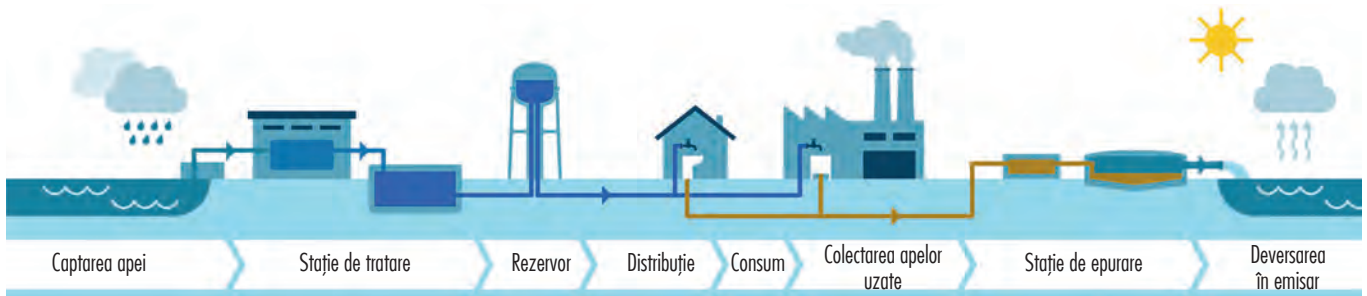 Captarea apei
Stație de tratare
Rezervor
Distribuție
Consum
Colectarea apelor
uzate
Stație de epurare
Deversarea
în emisar